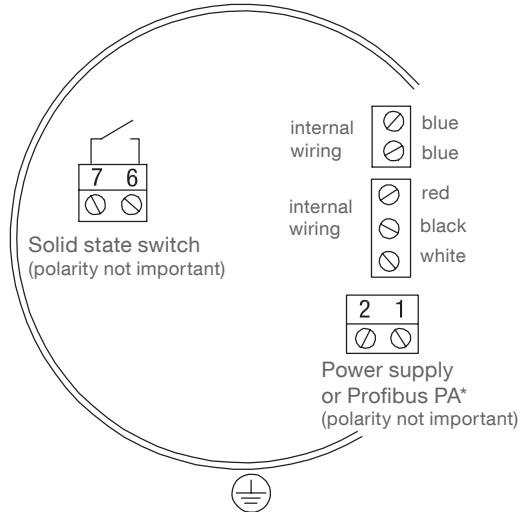 internal
wiring
blue
blue
7 6
internal
wiring
red
black
white
Solid state switch
(polarity not important)
2 1
Power supply
or Profibus PA*
(polarity not important)